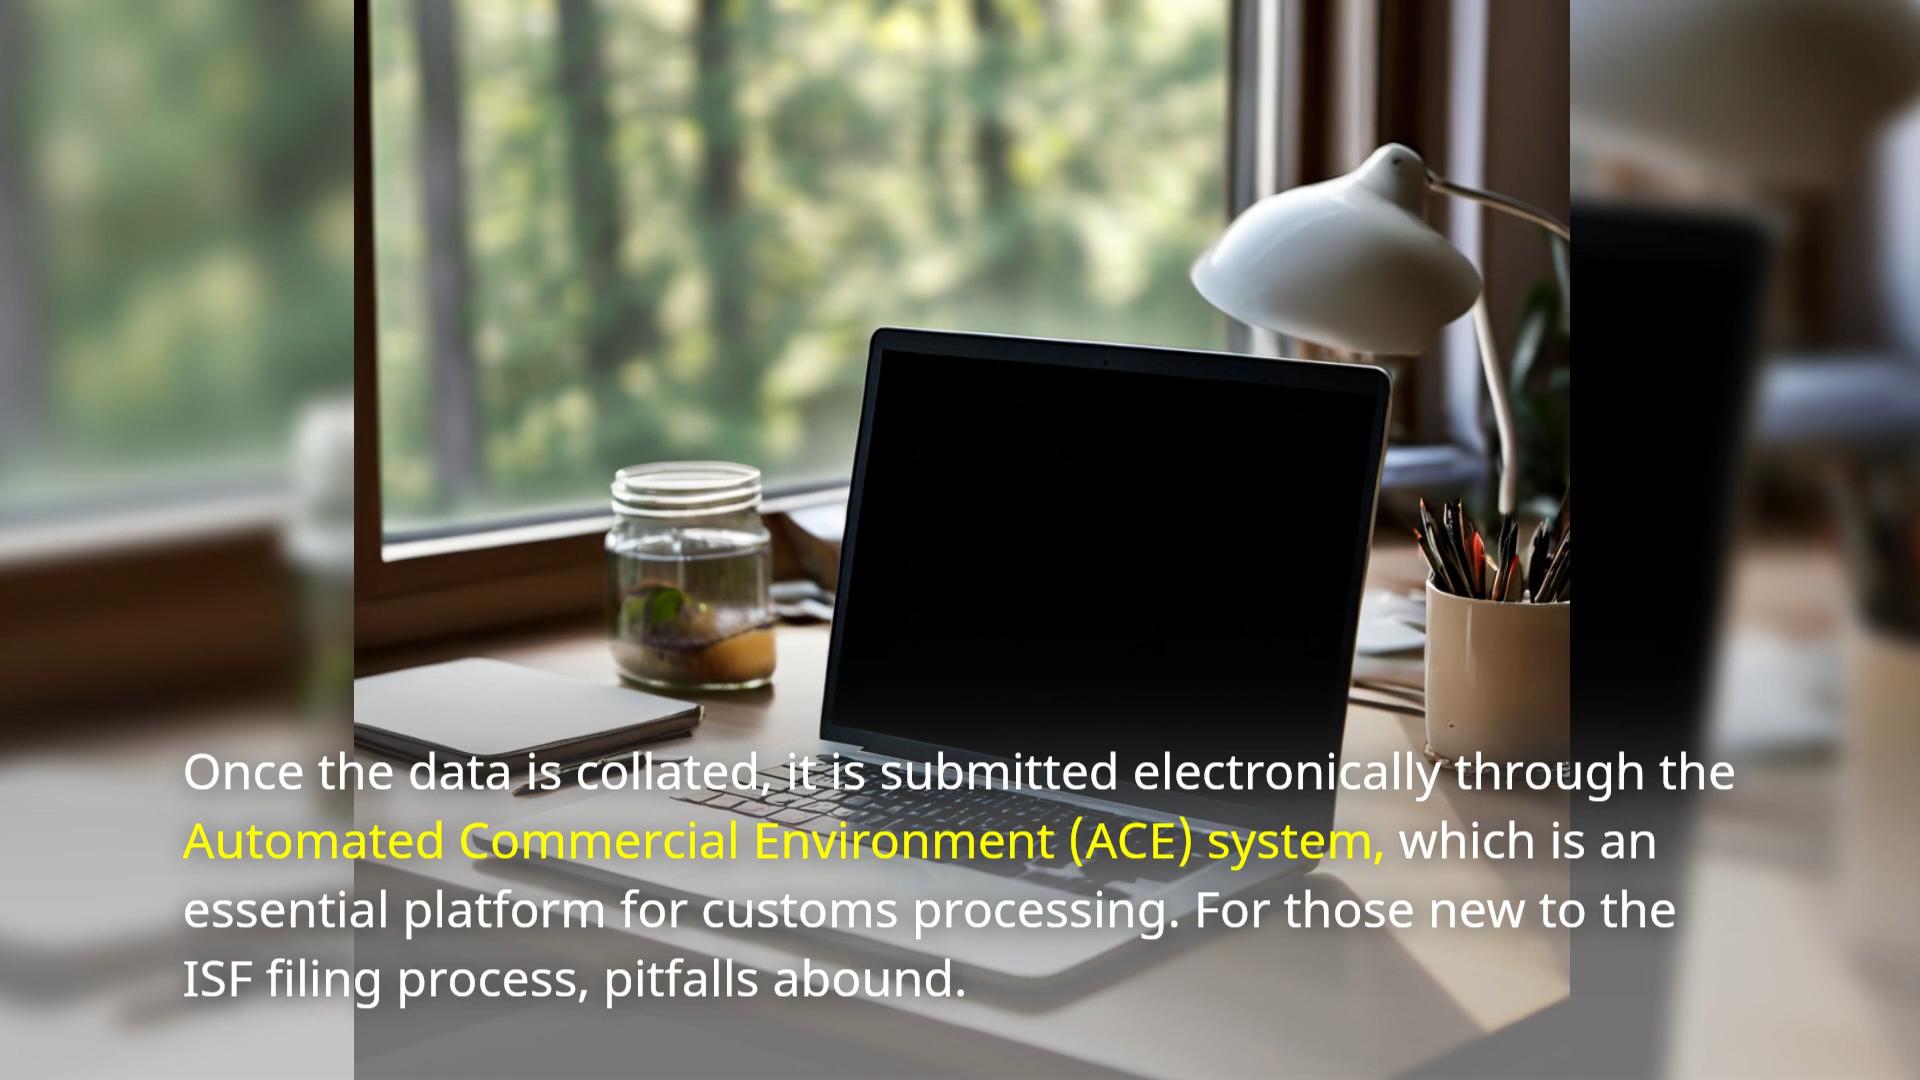 Once the data is collated, it is submitted electronically through the
Automated Commercial Environment (ACE) system, which is an
essential platform for customs processing. For those new to the
ISF filing process, pitfalls abound.